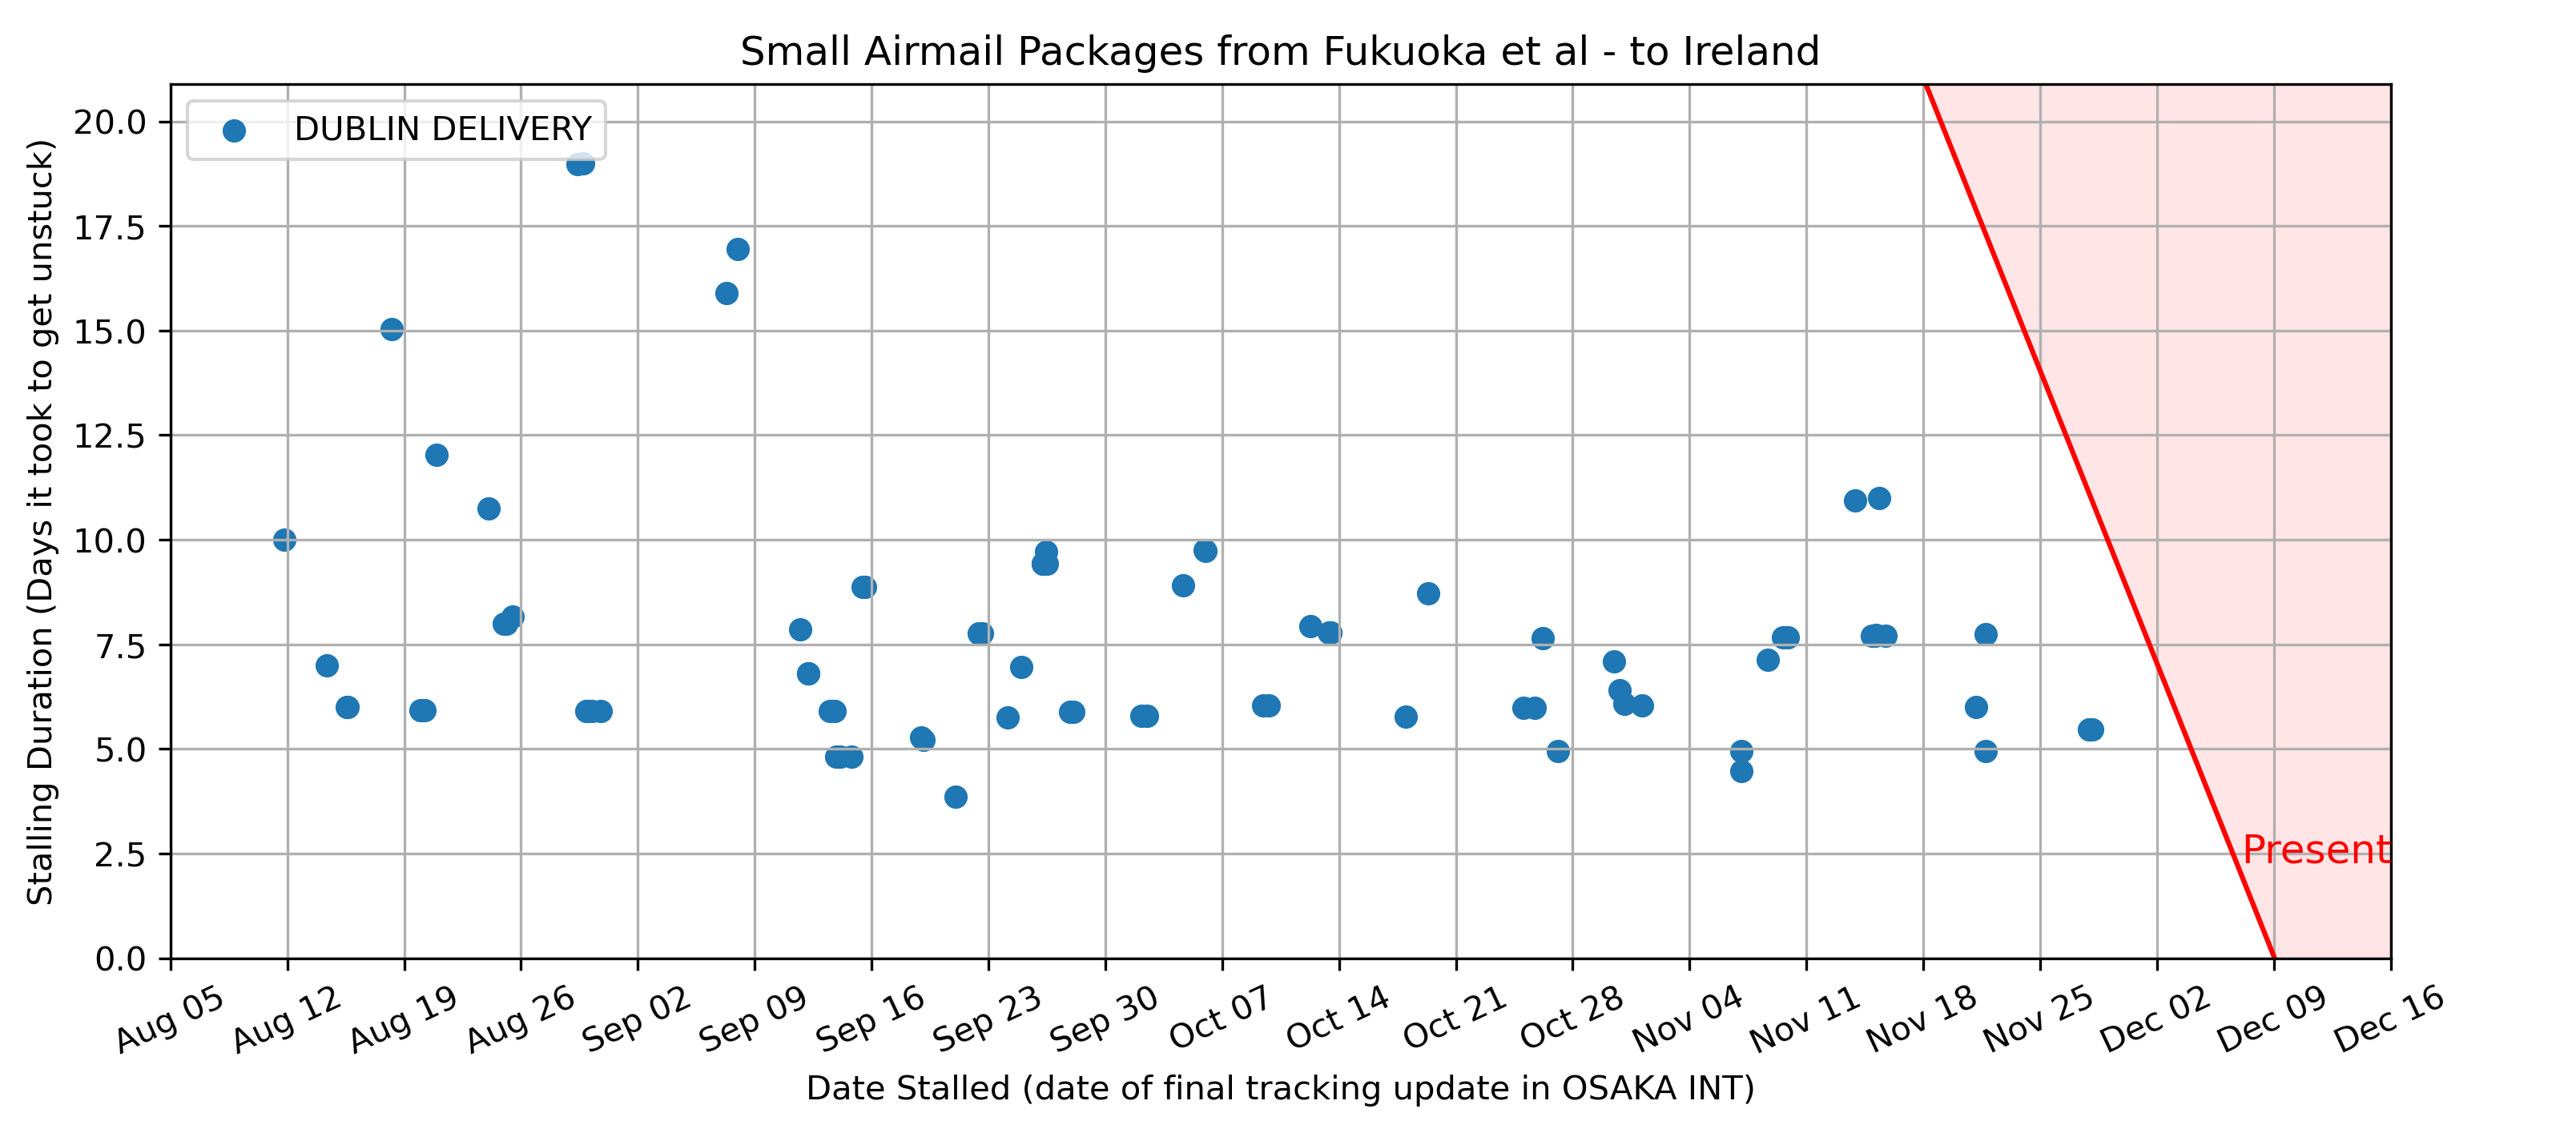 Small Airmail Packages from Fukuoka et al - to Ireland
DUBLIN DELIVERY
Stalling Duration (Days it took to get unstuck)
20.0
17.5
15.0
12.5
10.0
7.5
5.0
2.5
0.0
Present
Aug 05
Aug 12
Aug 19
Aug 26
Sep 02
Sep 09
Sep 16
Sep 23
Sep 30
Oct 07
Oct 14
Oct 21
Oct 28
Nov 04
Nov 11
Nov 18
Nov 25
Dec 02
Dec 09
Dec 16
Date Stalled (date of final tracking update in OSAKA INT)